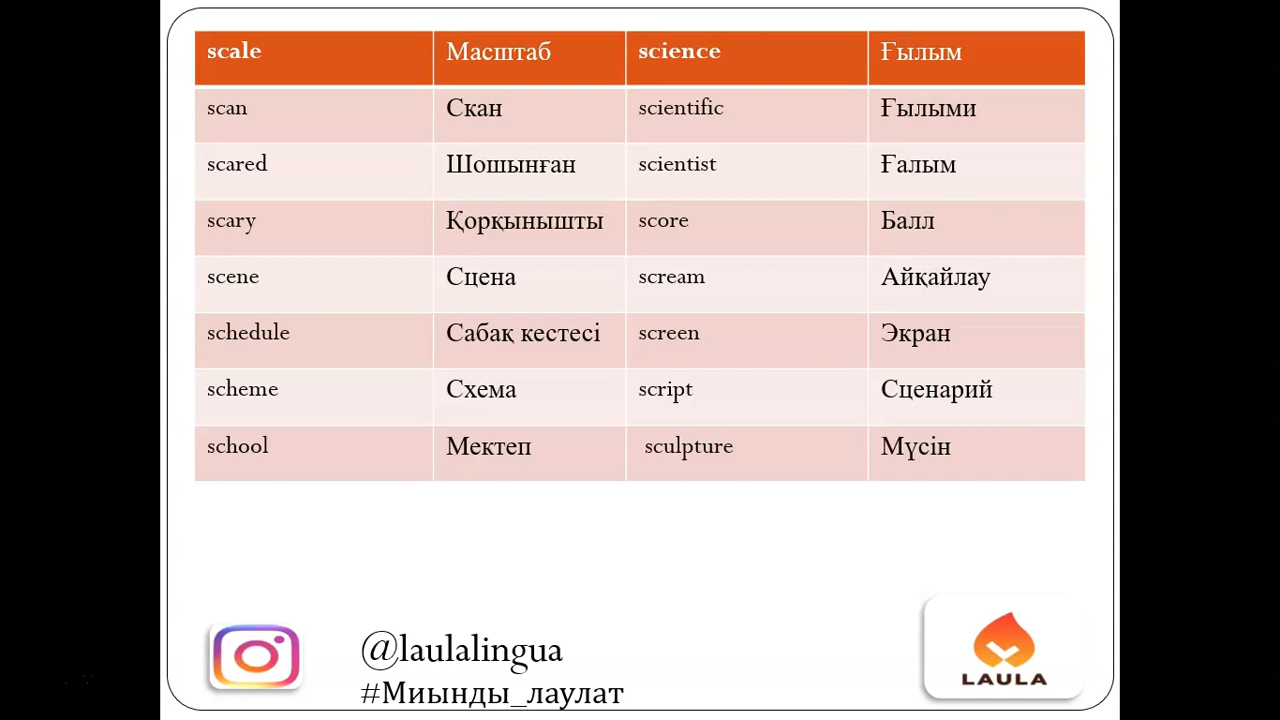 scale Масштаб science Ғылым
scan Скан scientific Ғылыми
scared Шошынған scientist Ғалым
scary Қорқынышты score Балл
scene Сцена scream Айқайлау
schedule Сабақ кестесі screen Экран
scheme Схема script Сценарий
school Мектеп sculpture Мүсін
@laulalingua
#Миынды_лаулат
LAULA